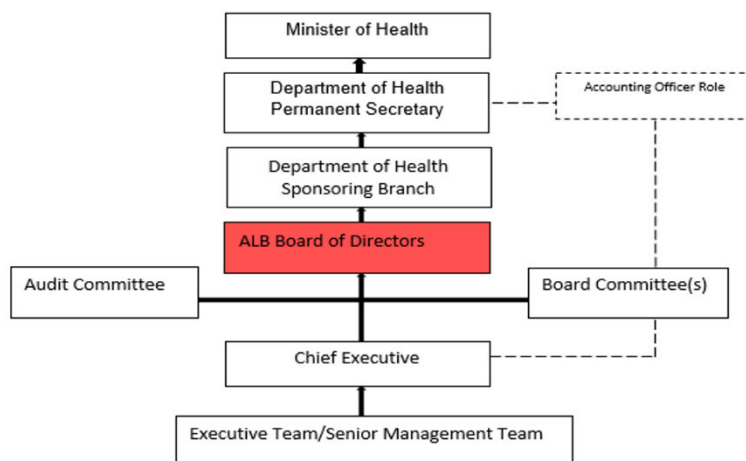 Minister of Health
Department of Health
Permanent Secretary
Accounting Officer Role
Department of Health
Sponsoring Branch
ALB Board of Directors
Audit Committee
Board Committee(s)
Chief Executive
Executive Team/Senior Management Team